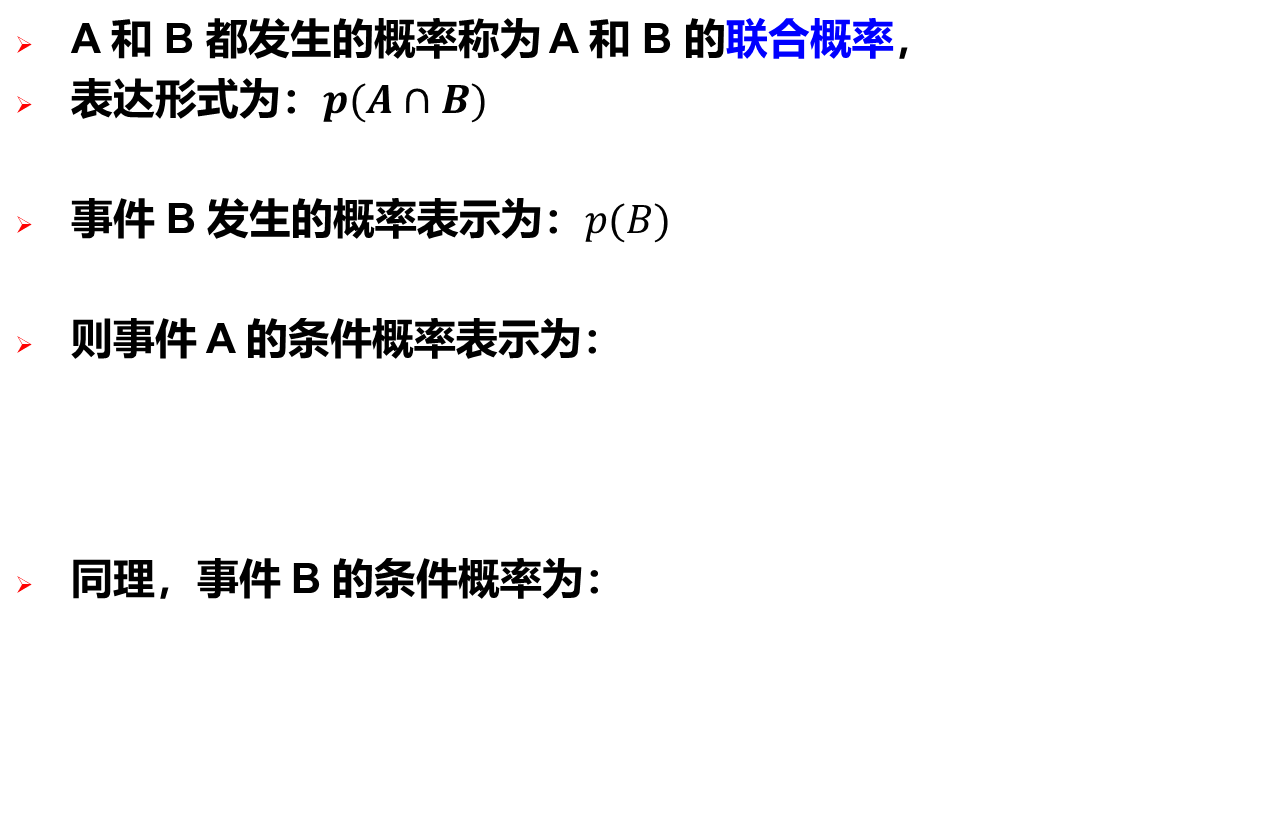 ➢ A 和 B 都发生的概率称为 A 和 B 的联合概率，
➢ 表达形式为：p(A ∩ B)
➢ 事件 B 发生的概率表示为：p(B)
➢ 则事件 A 的条件概率表示为：
➢ 同理，事件 B 的条件概率为：